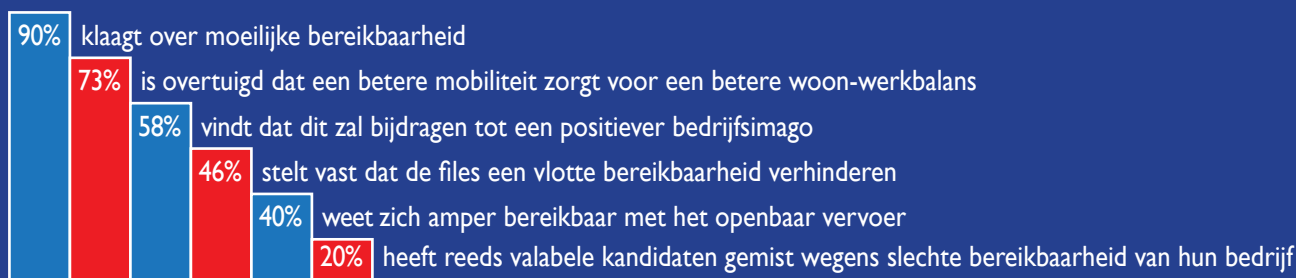 90% klaagt over moeilijke bereikbaarheid
73% is overtuigd dat een betere mobiliteit zorgt voor een betere woon-werkbalans
58% vindt dat dit zal bijdragen tot een positiever bedrijfsimago
46% stelt vast dat de files een vlotte bereikbaarheid verhinderen
40% weet zich amper bereikbaar met het openbaar vervoer
20% heeft reeds valabele kandidaten gemist wegens slechte bereikbaarheid van hun bedrijf